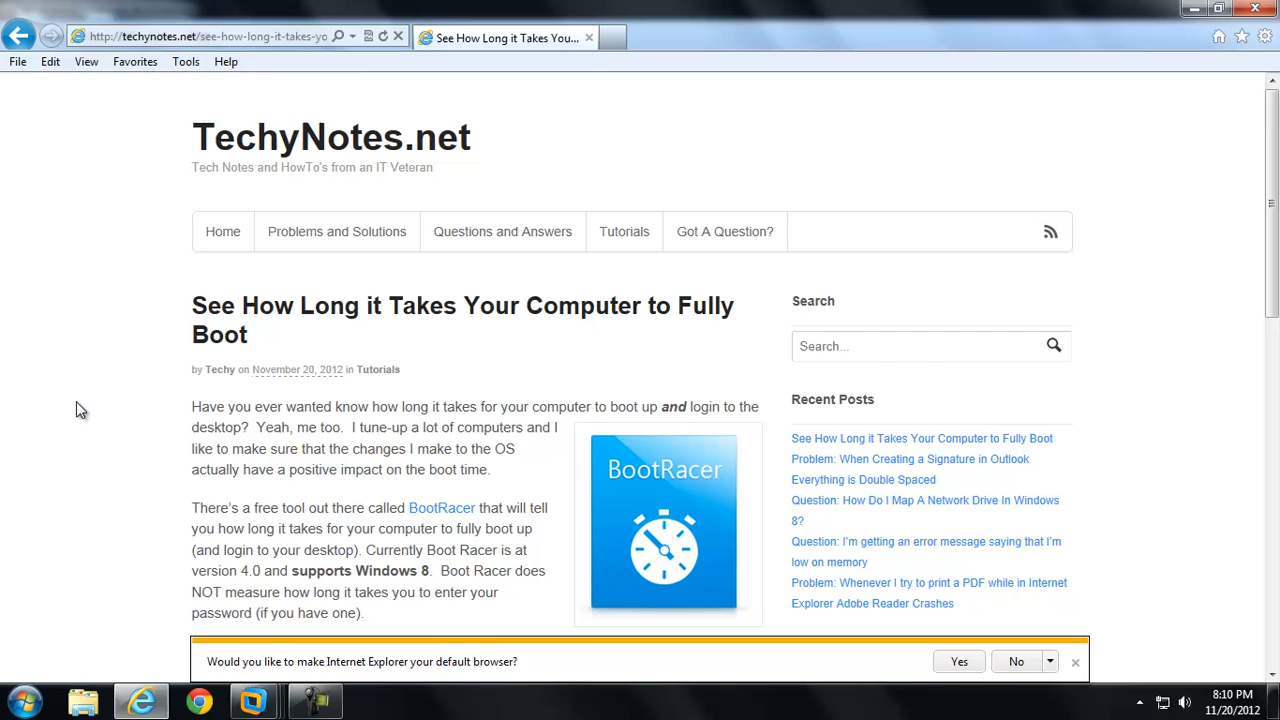 http://techynotes.net/see-how-long-it-takes-yo
See How Long it Takes You...
File Edit View Favorites Tools Help
TechyNotes.net
Tech Notes and HowTo's from an IT Veteran
Home Problems and Solutions Questions and Answers Tutorials Got A Question?
See How Long it Takes Your Computer to Fully
Boot
by Techy on November 20, 2012 in Tutorials
Have you ever wanted know how long it takes for your computer to boot up and login to the
desktop? Yeah, me too. I tune-up a lot of computers and I
like to make sure that the changes I make to the OS
actually have a positive impact on the boot time.
There's a free tool out there called BootRacer that will tell
you how long it takes for your computer to fully boot up
(and login to your desktop). Currently Boot Racer is at
version 4.0 and supports Windows 8. Boot Racer does
NOT measure how long it takes you to enter your
password (if you have one).
BootRacer
Search
Search...
Recent Posts
See How Long it Takes Your Computer to Fully Boot
Problem: When Creating a Signature in Outlook
Everything is Double Spaced
Question: How Do I Map A Network Drive In Windows
8?
Question: I'm getting an error message saying that I'm
low on memory
Problem: Whenever I try to print a PDF while in Internet
Explorer Adobe Reader Crashes
Would you like to make Internet Explorer your default browser? Yes No
8:10 PM
11/20/2012